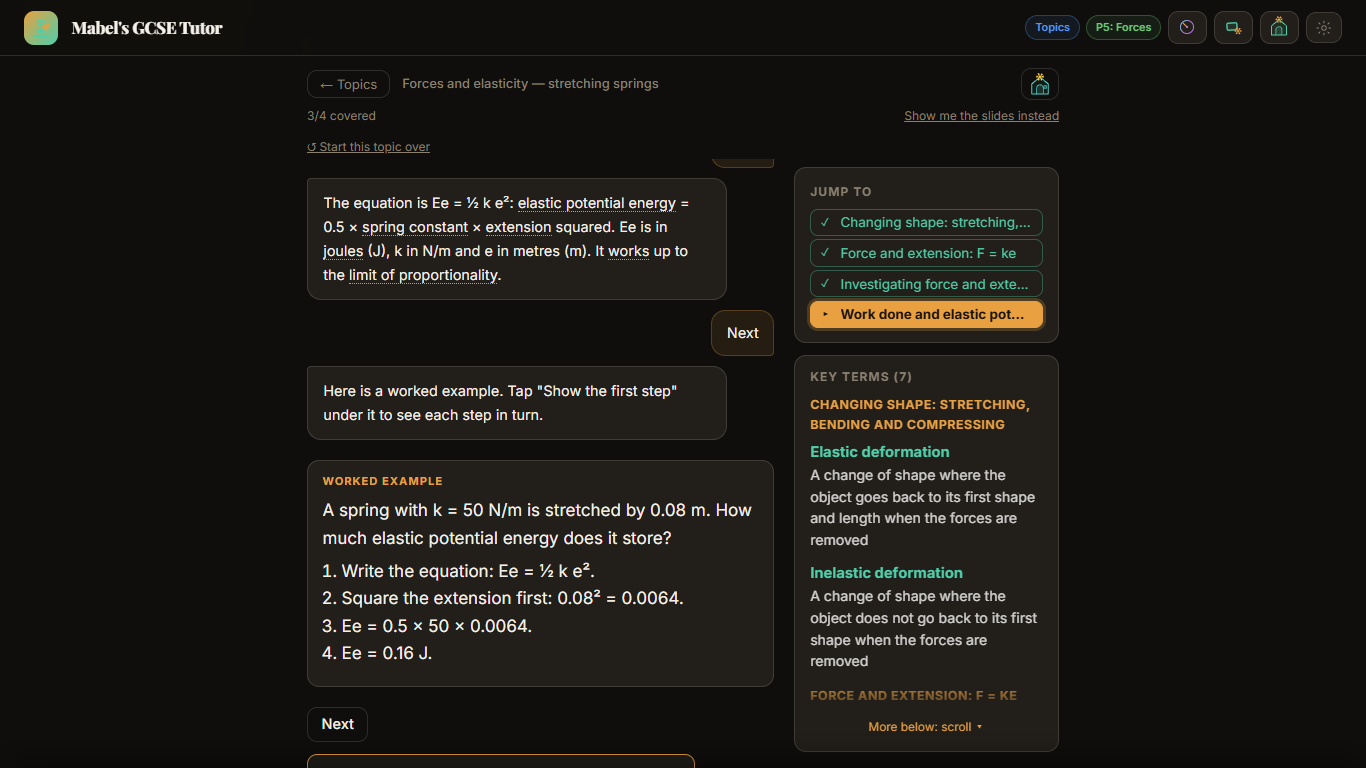 Mabel's GCSE Tutor
Topics
P5: Forces
← Topics
Forces and elasticity — stretching springs
3/4 covered
Show me the slides instead
↺ Start this topic over
The equation is Ee = ½ k e²: elastic potential energy =
0.5 × spring constant × extension squared. Ee is in
joules (J), k in N/m and e in metres (m). It works up to
the limit of proportionality.
Next
Here is a worked example. Tap "Show the first step"
under it to see each step in turn.
WORKED EXAMPLE
A spring with k = 50 N/m is stretched by 0.08 m. How
much elastic potential energy does it store?
1. Write the equation: Ee = ½ k e².
2. Square the extension first: 0.08² = 0.0064.
3. Ee = 0.5 × 50 × 0.0064.
4. Ee = 0.16 J.
Next
JUMP TO
✓ Changing shape: stretching,...
✓ Force and extension: F = ke
✓ Investigating force and exte...
▸ Work done and elastic pot...
KEY TERMS (7)
CHANGING SHAPE: STRETCHING,
BENDING AND COMPRESSING
Elastic deformation
A change of shape where the
object goes back to its first shape
and length when the forces are
removed
Inelastic deformation
A change of shape where the
object does not go back to its first
shape when the forces are
removed
FORCE AND EXTENSION: F = KE
More below: scroll ▾